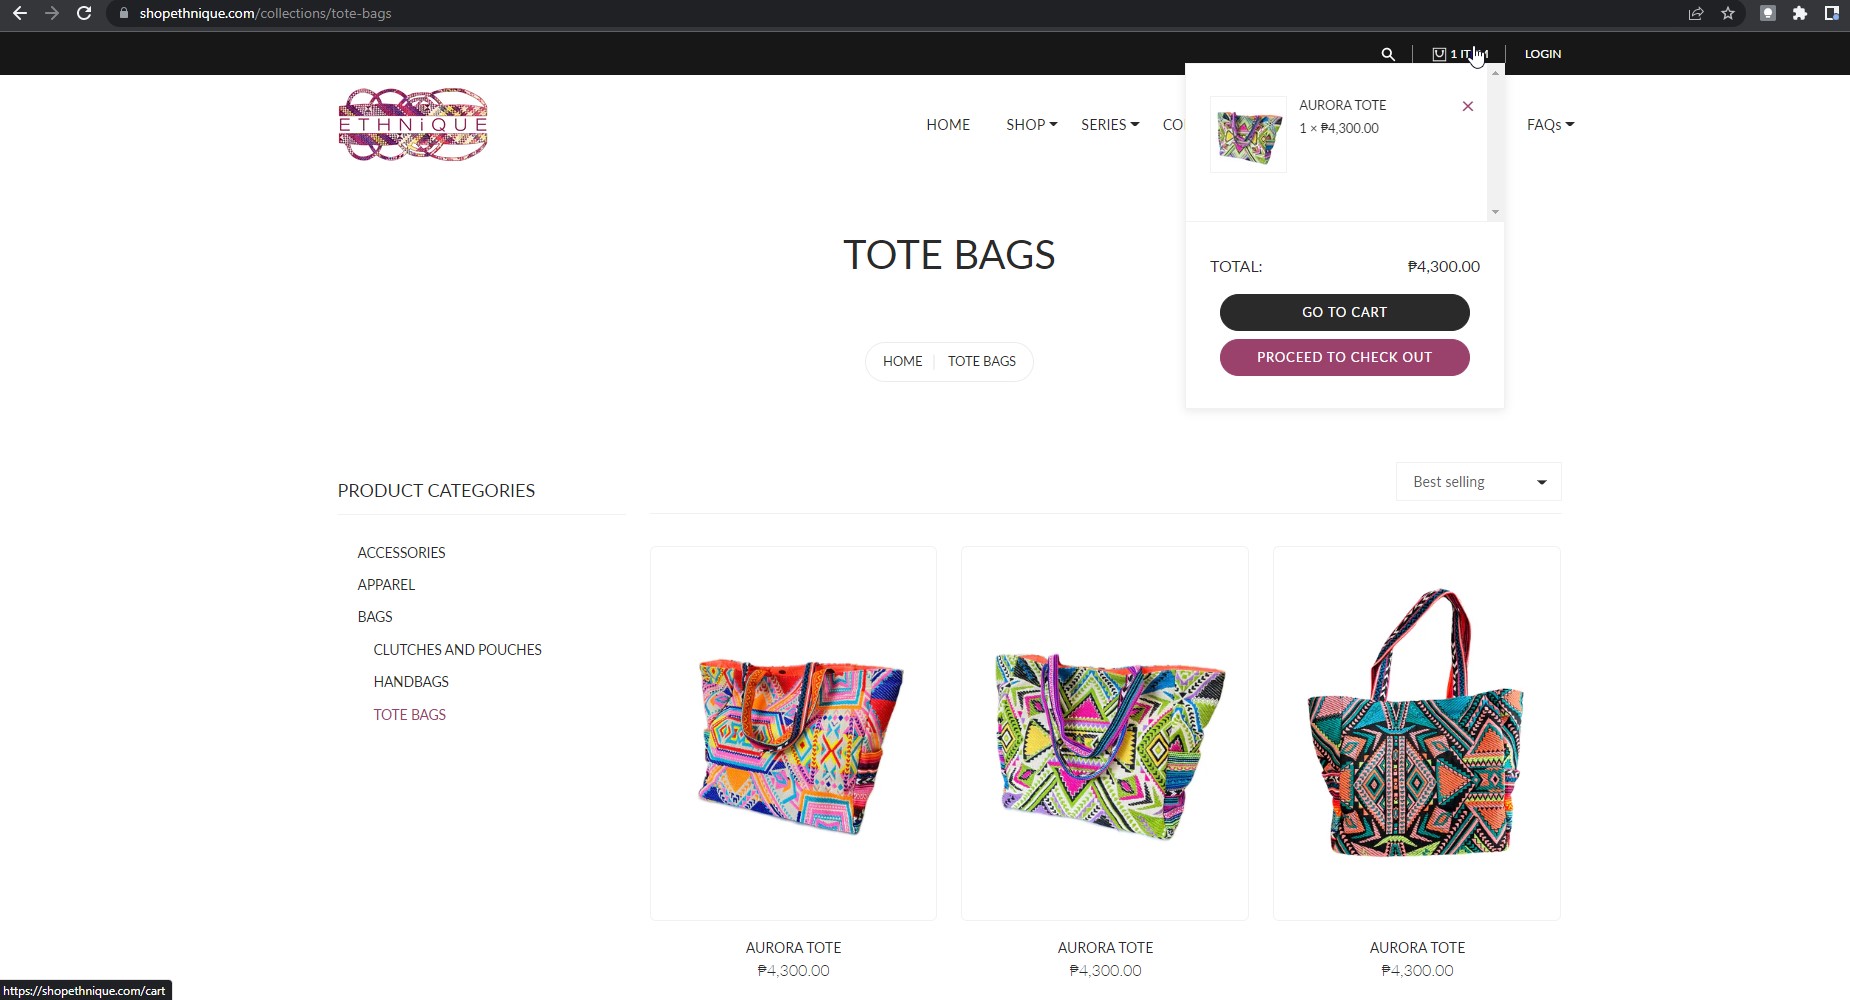 shopethnique.com/collections/tote-bags
1 IT
LOGIN
ETHNiQUE
HOME
SHOP
SERIES
FAQs
AURORA TOTE
1 × ₱4,300.00
TOTAL: ₱4,300.00
GO TO CART
PROCEED TO CHECK OUT
TOTE BAGS
HOME
TOTE BAGS
Best selling
PRODUCT CATEGORIES
ACCESSORIES
APPAREL
BAGS
CLUTCHES AND POUCHES
HANDBAGS
TOTE BAGS
AURORA TOTE
₱4,300.00
AURORA TOTE
₱4,300.00
AURORA TOTE
₱4,300.00
https://shopethnique.com/cart